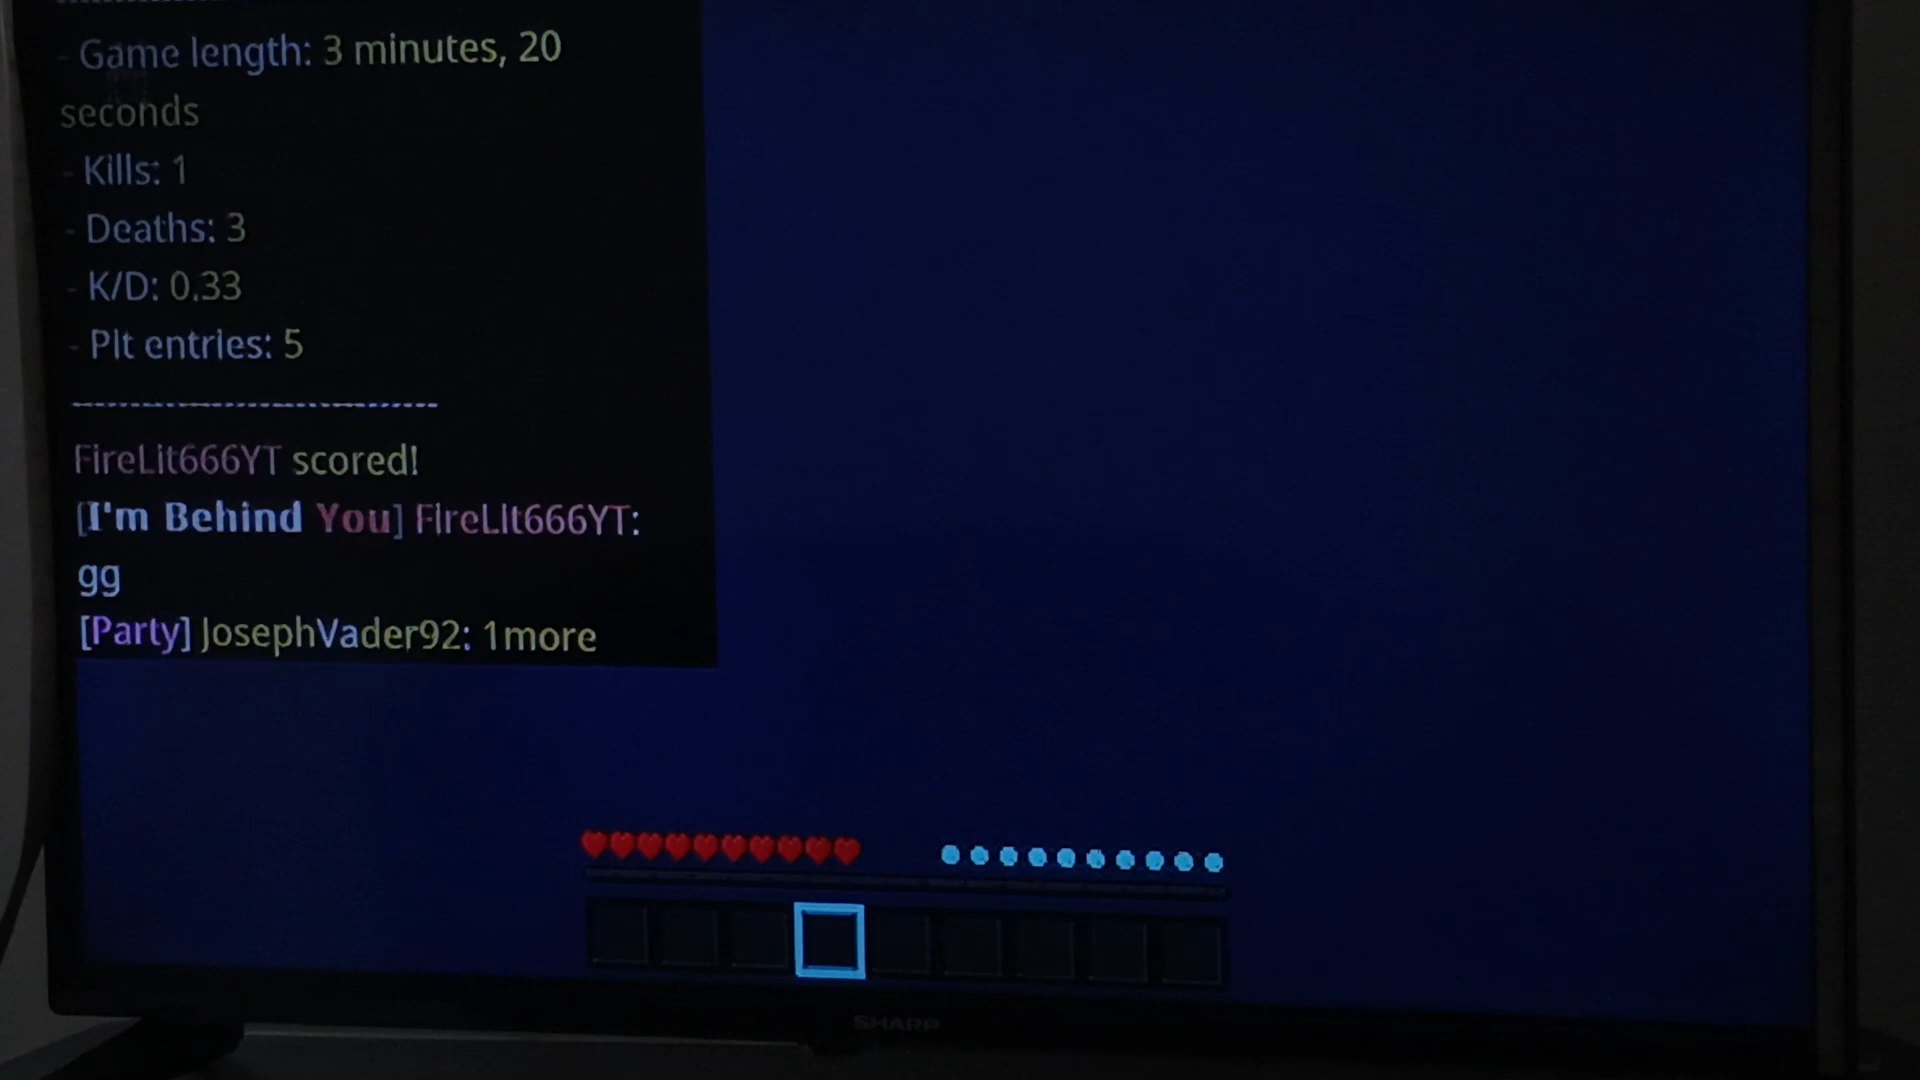 - Game length: 3 minutes, 20
seconds
- Kills: 1
- Deaths: 3
- K/D: 0.33
- Pit entries: 5
--------------------------
FireLit666YT scored!
[I'm Behind You] FireLit666YT:
gg
[Party] JosephVader92: 1more
SHARP